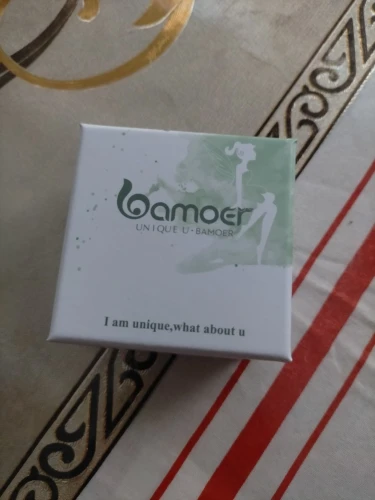 bamoer
UNIQUE U · BAMOER
I am unique,what about u